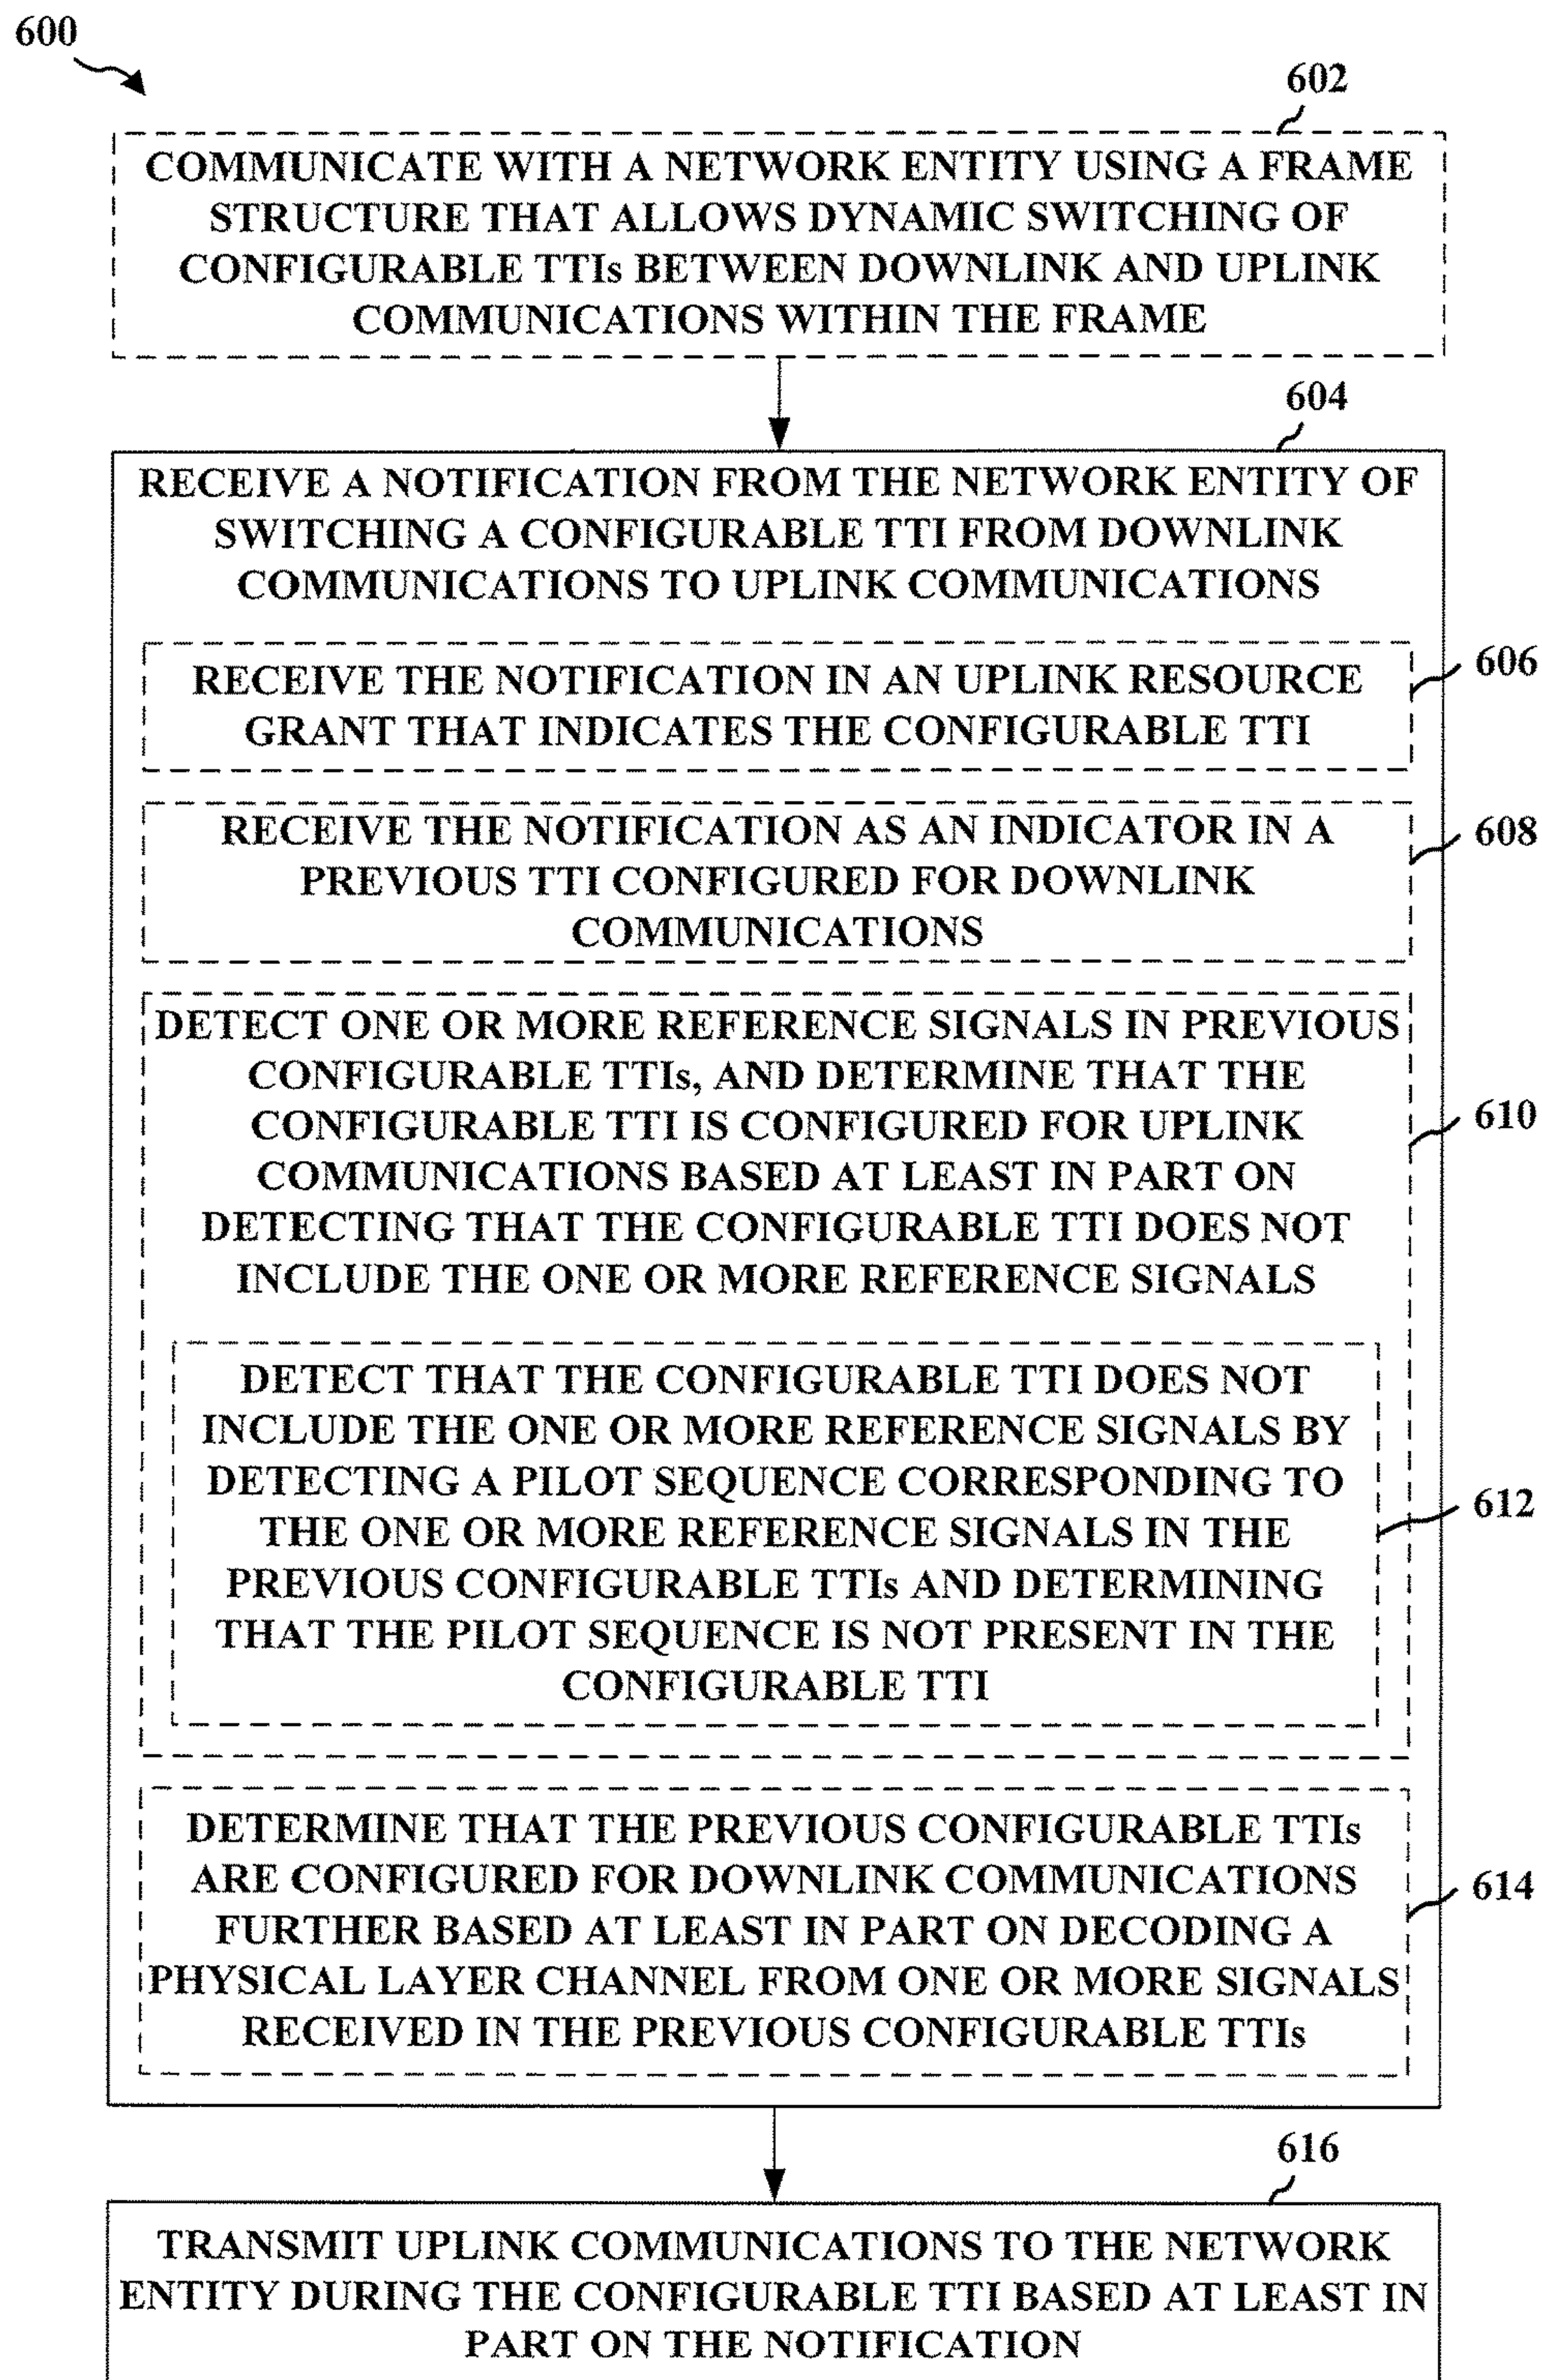 600
602
COMMUNICATE WITH A NETWORK ENTITY USING A FRAME
STRUCTURE THAT ALLOWS DYNAMIC SWITCHING OF
CONFIGURABLE TTIs BETWEEN DOWNLINK AND UPLINK
COMMUNICATIONS WITHIN THE FRAME
604
RECEIVE A NOTIFICATION FROM THE NETWORK ENTITY OF
SWITCHING A CONFIGURABLE TTI FROM DOWNLINK
COMMUNICATIONS TO UPLINK COMMUNICATIONS
606
RECEIVE THE NOTIFICATION IN AN UPLINK RESOURCE
GRANT THAT INDICATES THE CONFIGURABLE TTI
608
RECEIVE THE NOTIFICATION AS AN INDICATOR IN A
PREVIOUS TTI CONFIGURED FOR DOWNLINK
COMMUNICATIONS
610
DETECT ONE OR MORE REFERENCE SIGNALS IN PREVIOUS
CONFIGURABLE TTIs, AND DETERMINE THAT THE
CONFIGURABLE TTI IS CONFIGURED FOR UPLINK
COMMUNICATIONS BASED AT LEAST IN PART ON
DETECTING THAT THE CONFIGURABLE TTI DOES NOT
INCLUDE THE ONE OR MORE REFERENCE SIGNALS
612
DETECT THAT THE CONFIGURABLE TTI DOES NOT
INCLUDE THE ONE OR MORE REFERENCE SIGNALS BY
DETECTING A PILOT SEQUENCE CORRESPONDING TO
THE ONE OR MORE REFERENCE SIGNALS IN THE
PREVIOUS CONFIGURABLE TTIs AND DETERMINING
THAT THE PILOT SEQUENCE IS NOT PRESENT IN THE
CONFIGURABLE TTI
614
DETERMINE THAT THE PREVIOUS CONFIGURABLE TTIs
ARE CONFIGURED FOR DOWNLINK COMMUNICATIONS
FURTHER BASED AT LEAST IN PART ON DECODING A
PHYSICAL LAYER CHANNEL FROM ONE OR MORE SIGNALS
RECEIVED IN THE PREVIOUS CONFIGURABLE TTIs
616
TRANSMIT UPLINK COMMUNICATIONS TO THE NETWORK
ENTITY DURING THE CONFIGURABLE TTI BASED AT LEAST IN
PART ON THE NOTIFICATION